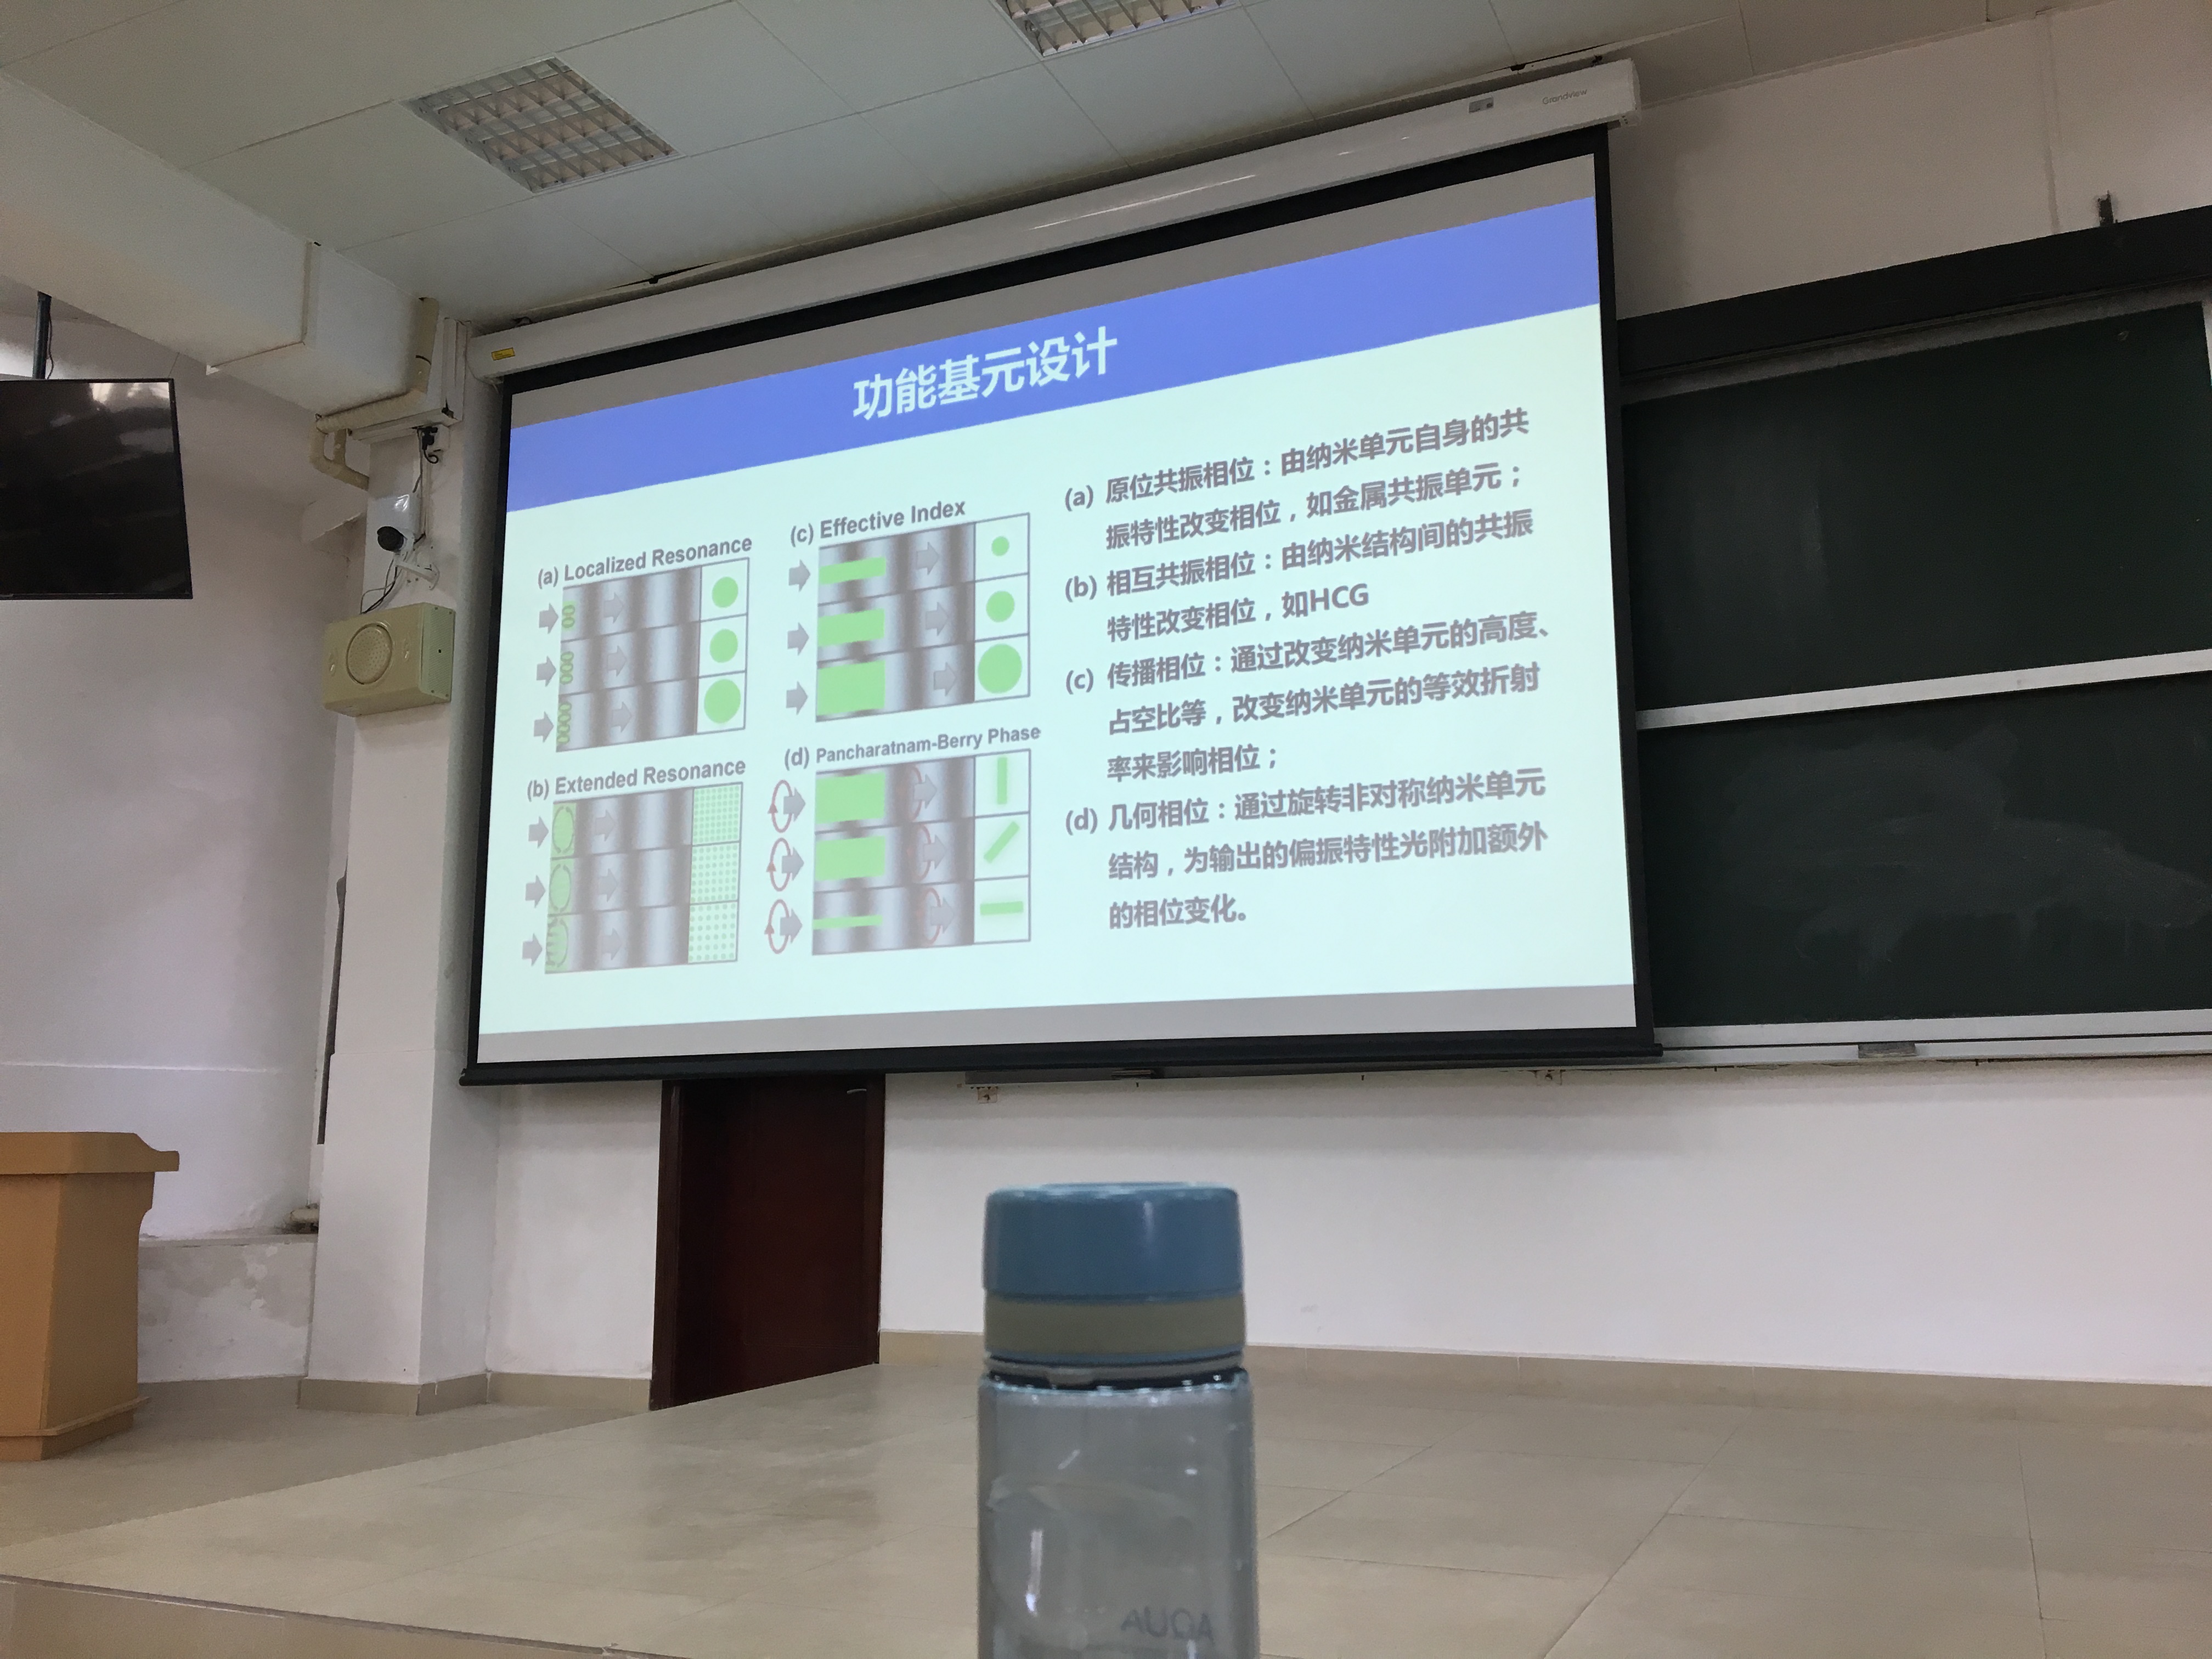 Grandview
功能基元设计
(a) Localized Resonance
(b) Extended Resonance
(c) Effective Index
(d) Pancharatnam-Berry Phase
(a) 原位共振相位：由纳米单元自身的共
振特性改变相位，如金属共振单元；
(b) 相互共振相位：由纳米结构间的共振
特性改变相位，如HCG
(c) 传播相位：通过改变纳米单元的高度、
占空比等，改变纳米单元的等效折射
率来影响相位；
(d) 几何相位：通过旋转非对称纳米单元
结构，为输出的偏振特性光附加额外
的相位变化。
AUQA